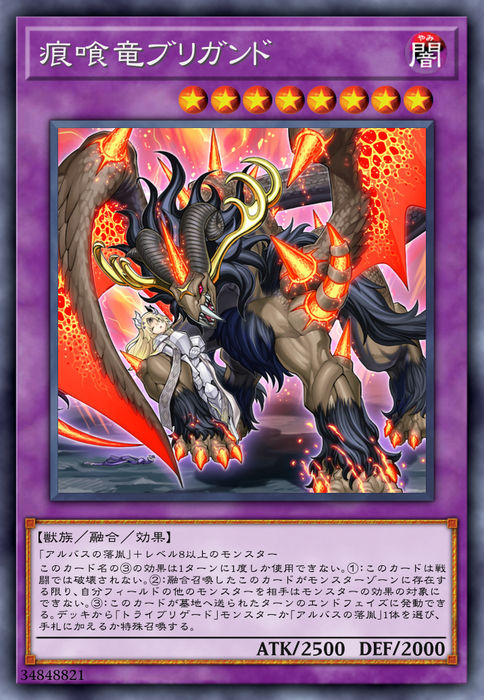 痕喰竜ブリガンド
やみ
闇
【獣族／融合／効果】
「アルバスの落胤」＋レベル8以上のモンスター
このカード名の③の効果は1ターンに1度しか使用できない。①：このカードは戦
闘では破壊されない。②：融合召喚したこのカードがモンスターゾーンに存在す
る限り、自分フィールドの他のモンスターを相手はモンスターの効果の対象に
できない。③：このカードが墓地へ送られたターンのエンドフェイズに発動でき
る。デッキから「トライブリゲード」モンスターか「アルバスの落胤」1体を選び、
手札に加えるか特殊召喚する。
ATK/2500 DEF/2000
34848821